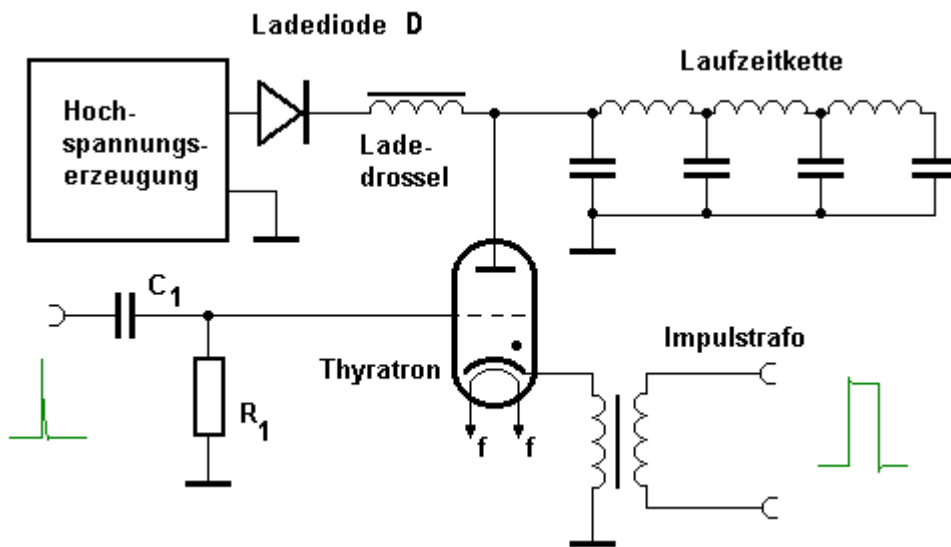 Ladediode D
Hoch-
spannungs-
erzeugung
Lade-
drossel
Laufzeitkette
C1
R1
Thyratron
f
f
Impulstrafo